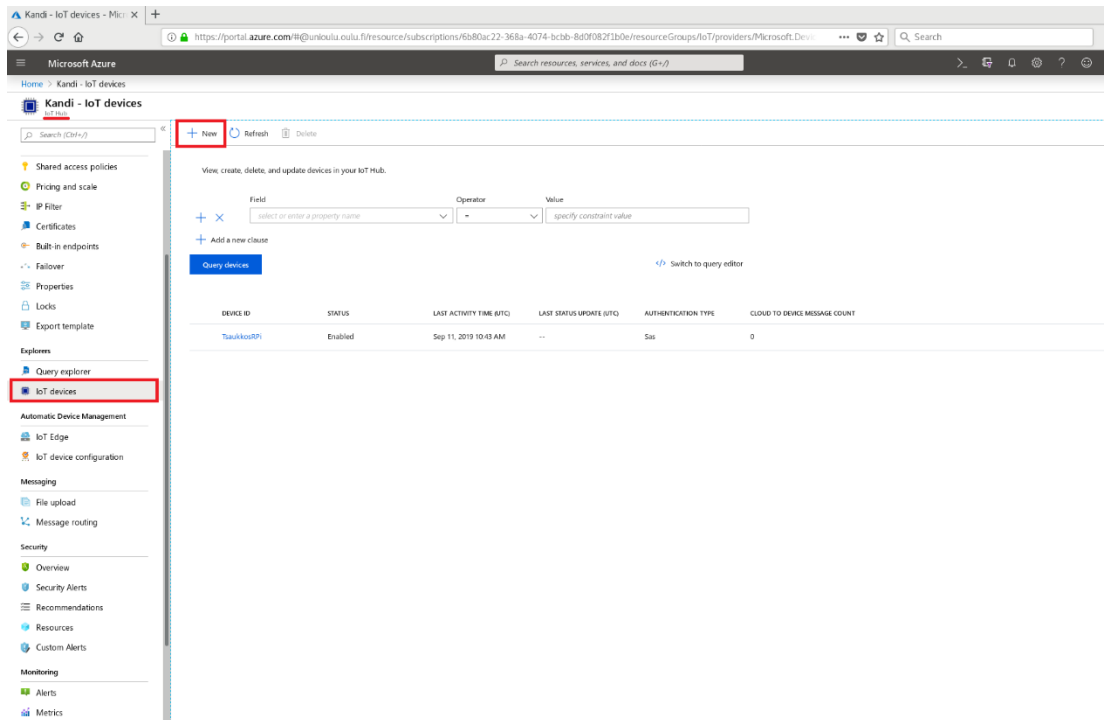 Kandi - IoT devices - Micr
https://portal.azure.com/#@unioulu.oulu.fi/resource/subscriptions/6b80ac22-368a-4074-bcbb-8d0f082f1b0e/resourceGroups/IoT/providers/Microsoft.Devi
Search
Microsoft Azure
Search resources, services, and docs (G+/)
Home > Kandi - IoT devices
Kandi - IoT devices
IoT Hub
Search (Ctrl+/)
New
Refresh
Delete
Shared access policies
Pricing and scale
IP Filter
Certificates
Built-in endpoints
Failover
Properties
Locks
Export template
Explorers
Query explorer
IoT devices
Automatic Device Management
IoT Edge
IoT device configuration
Messaging
File upload
Message routing
Security
Overview
Security Alerts
Recommendations
Resources
Custom Alerts
Monitoring
Alerts
Metrics
View, create, delete, and update devices in your IoT Hub.
Field Operator Value
select or enter a property name = specify constraint value
Add a new clause
Query devices
Switch to query editor
DEVICE ID STATUS LAST ACTIVITY TIME (UTC) LAST STATUS UPDATE (UTC) AUTHENTICATION TYPE CLOUD TO DEVICE MESSAGE COUNT
TsaukkosRPi Enabled Sep 11, 2019 10:43 AM -- Sas 0